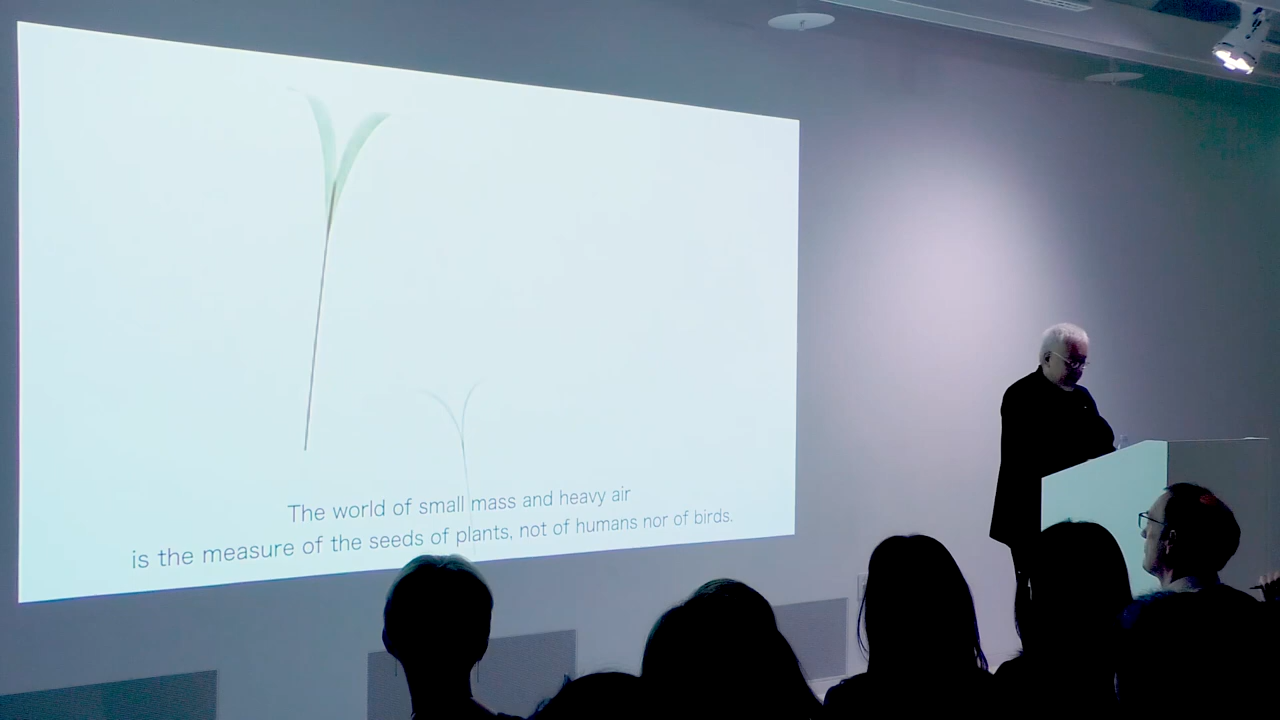 The world of small mass and heavy air
is the measure of the seeds of plants, not of humans nor of birds.